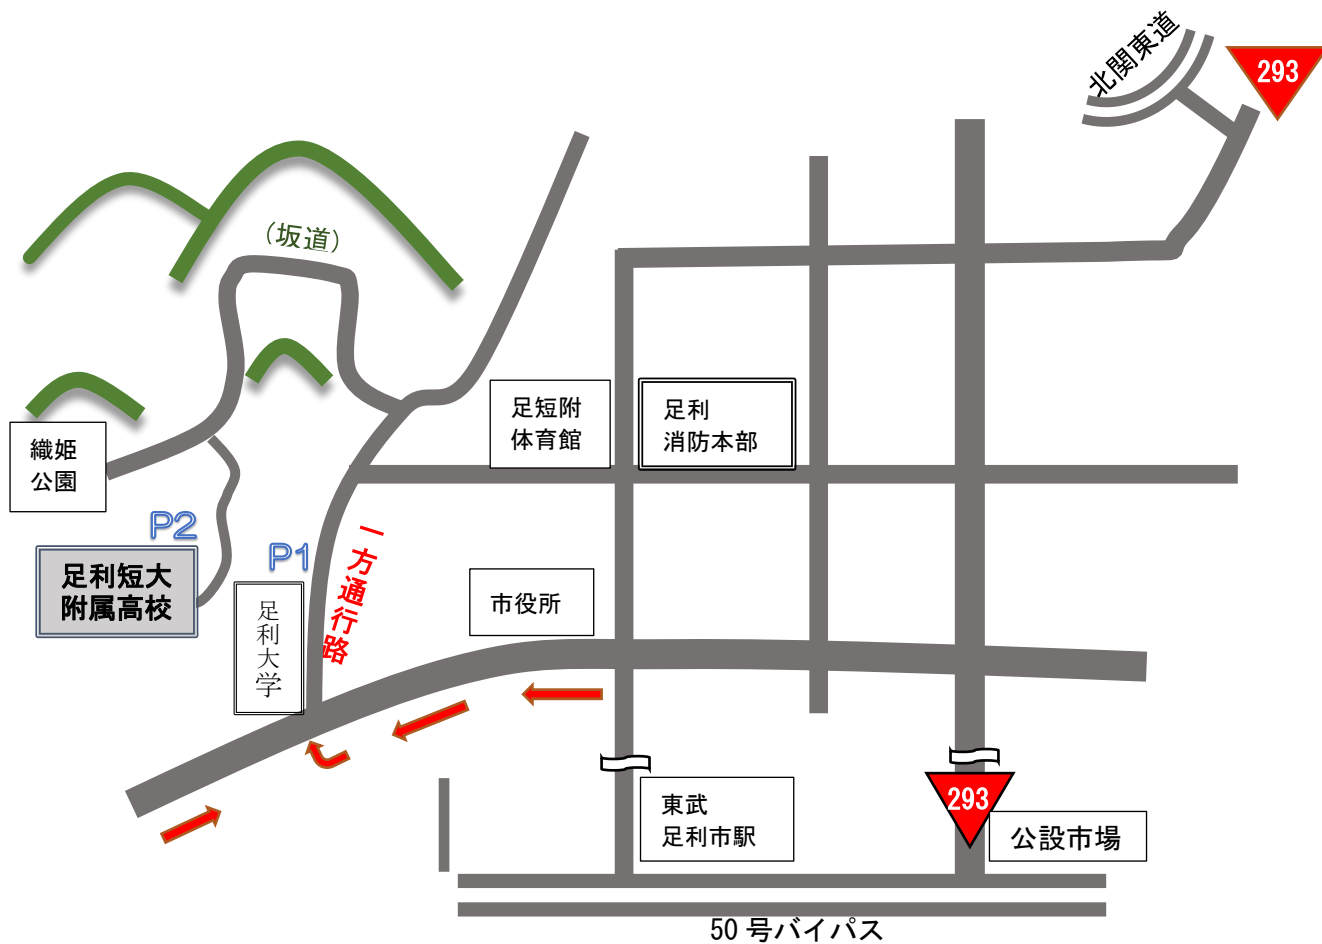 北関東道
293
(坂道)
足短附
体育館
足利
消防本部
織姫
公園
P2
P1
一方通行路
足利短大
附属高校
足利大学
市役所
293
東武
足利市駅
公設市場
50 号バイパス